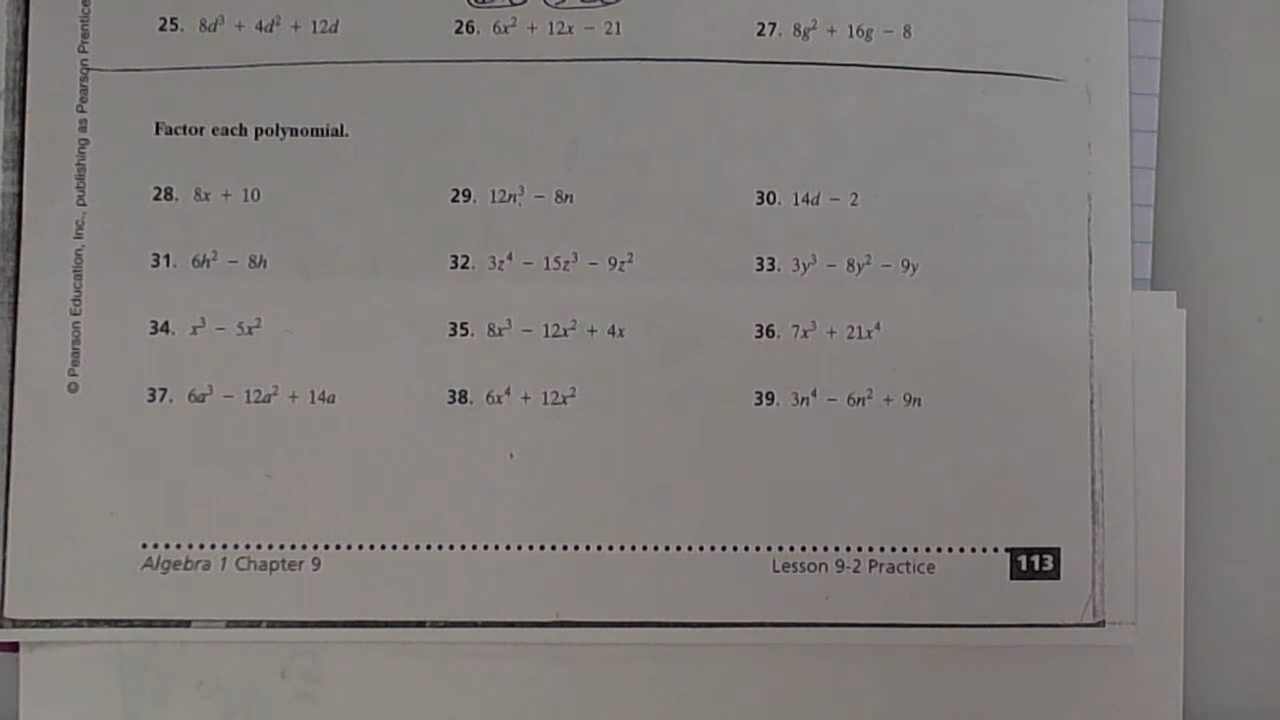 25. 8d³ + 4d² + 12d 26. 6x² + 12x − 21 27. 8g² + 16g − 8
Factor each polynomial.
28. 8x + 10 29. 12n³ − 8n 30. 14d − 2
31. 6h² − 8h 32. 3z⁴ − 15z³ − 9z² 33. 3y³ − 8y² − 9y
34. x³ − 5x² 35. 8x³ − 12x² + 4x 36. 7x³ + 21x⁴
37. 6a³ − 12a² + 14a 38. 6x⁴ + 12x² 39. 3n⁴ − 6n² + 9n
Algebra 1 Chapter 9 Lesson 9-2 Practice 113
© Pearson Education, Inc., publishing as Pearson Prentice